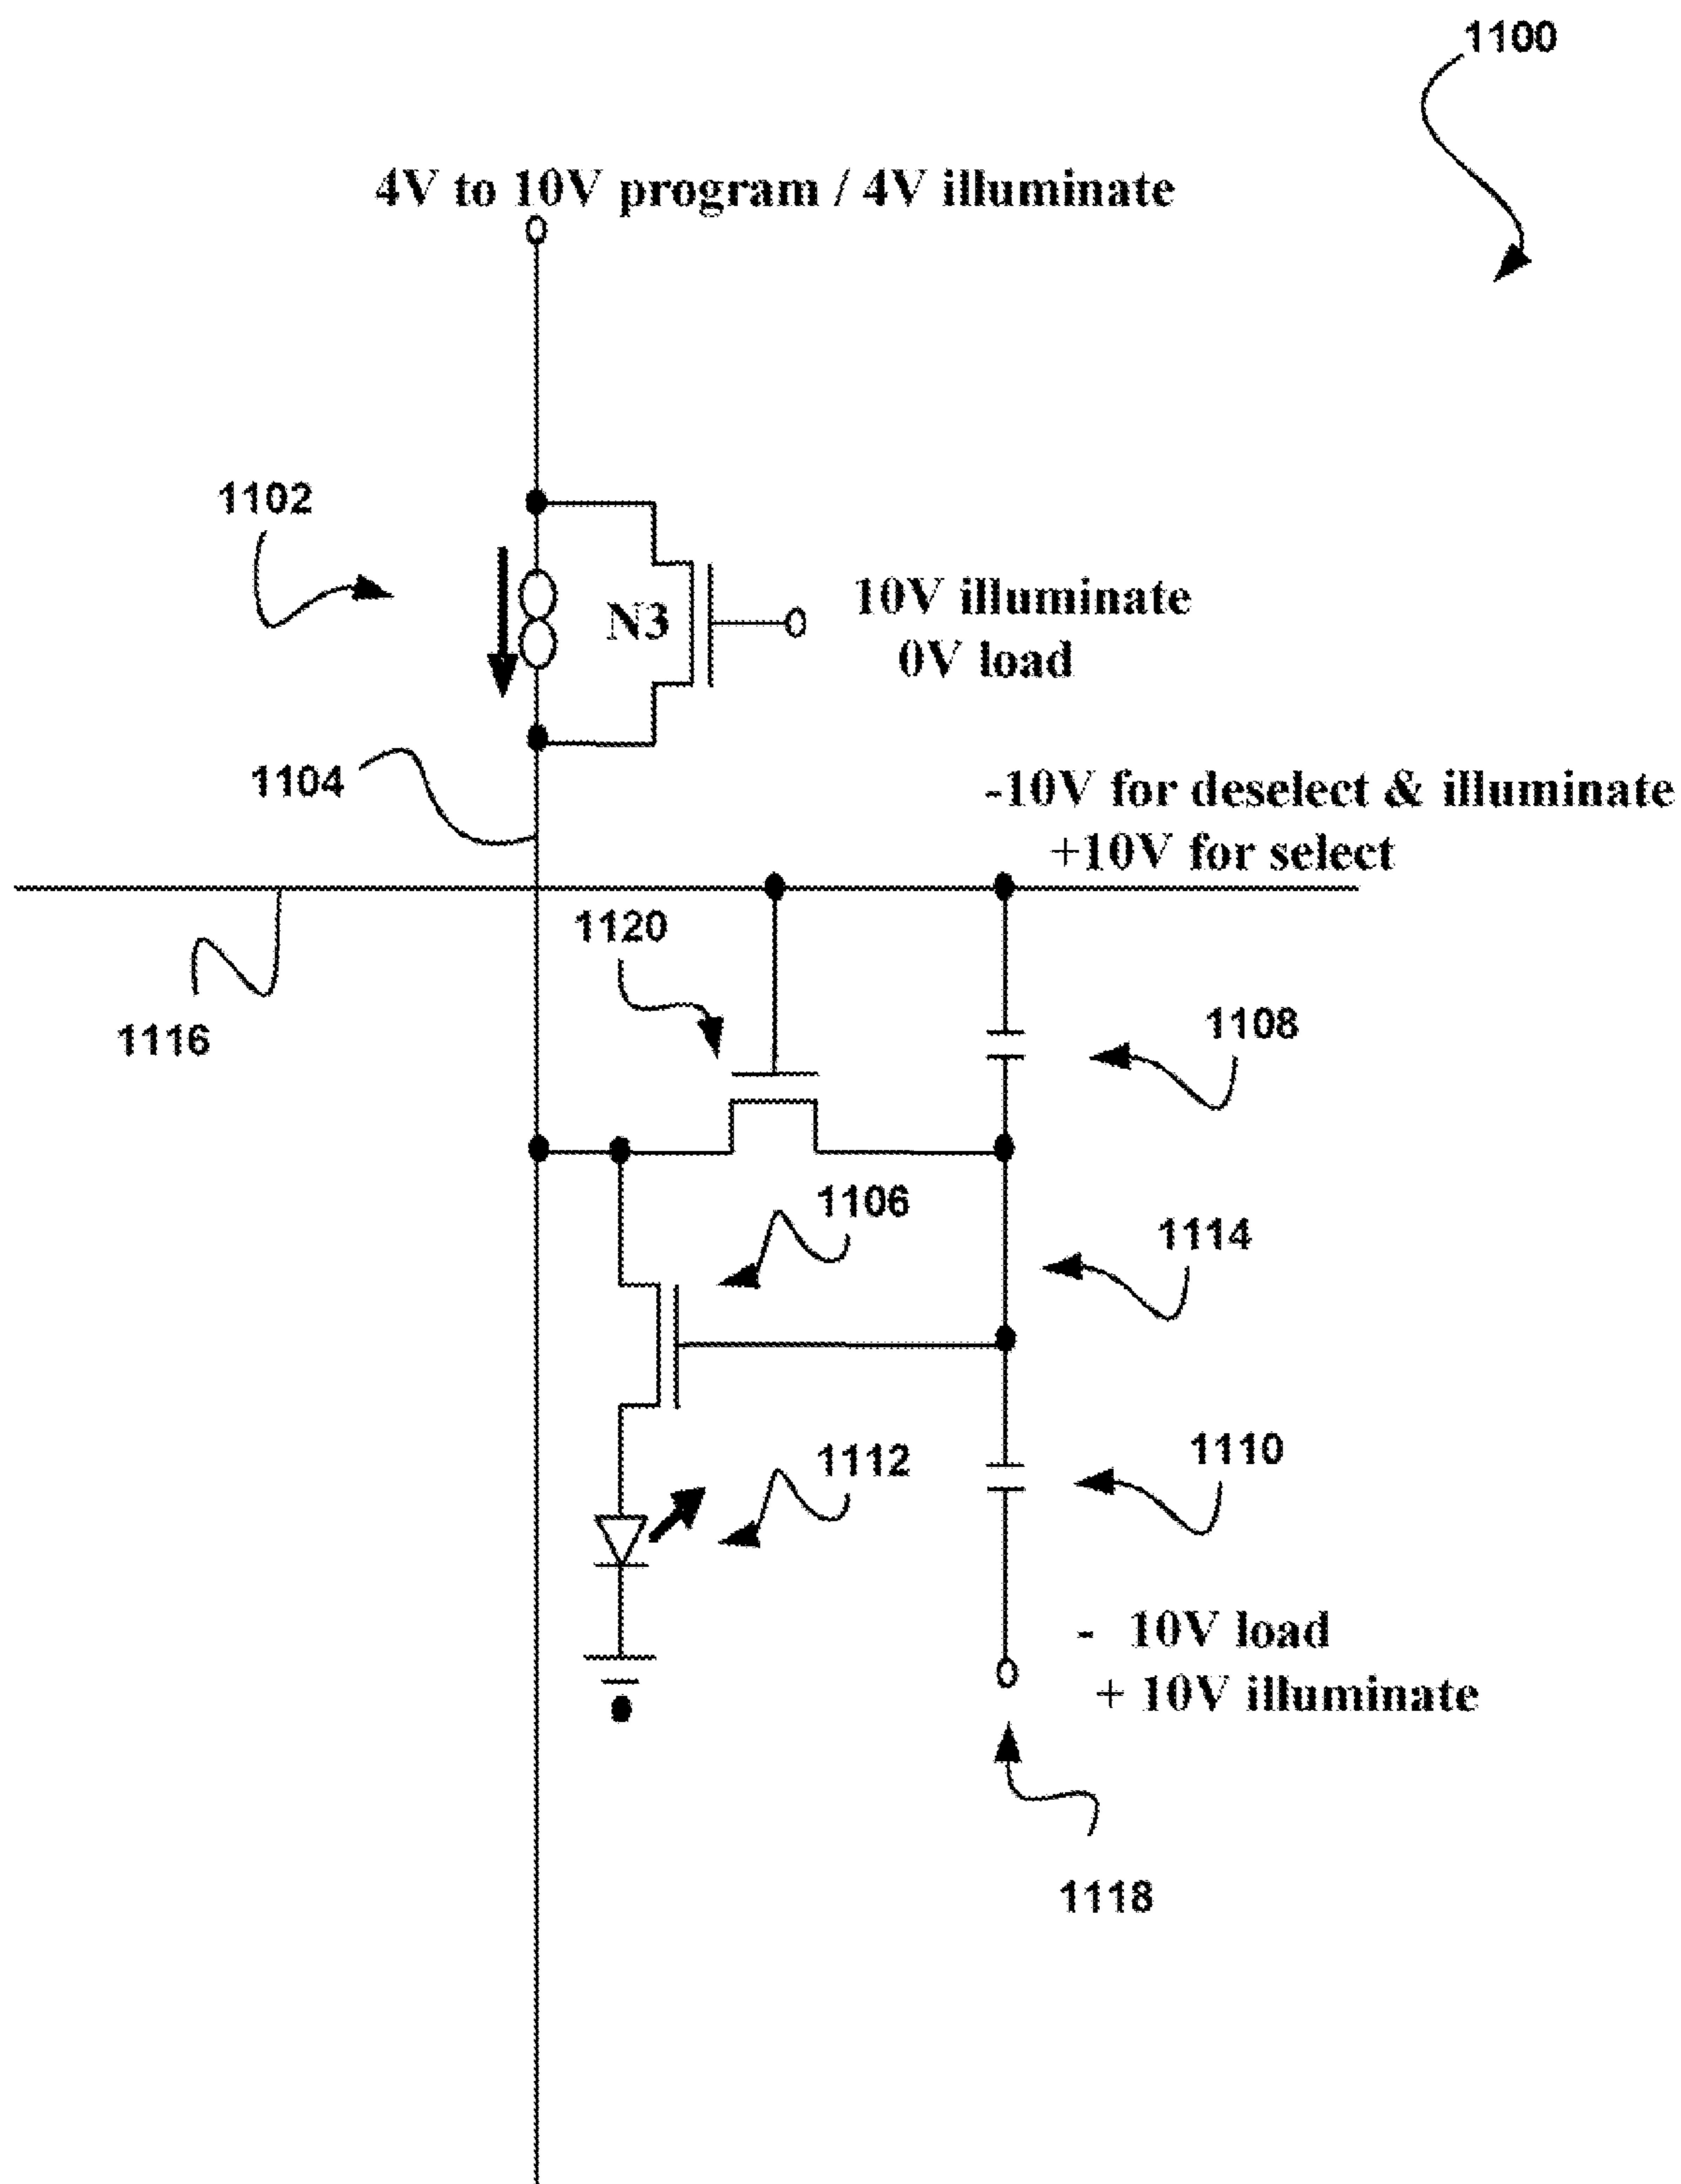 1100
4V to 10V program / 4V illuminate
1102
N3
10V illuminate
0V load
1104
-10V for deselect & illuminate
+10V for select
1120
1116
1108
1106
1114
1112
1110
- 10V load
+ 10V illuminate
1118